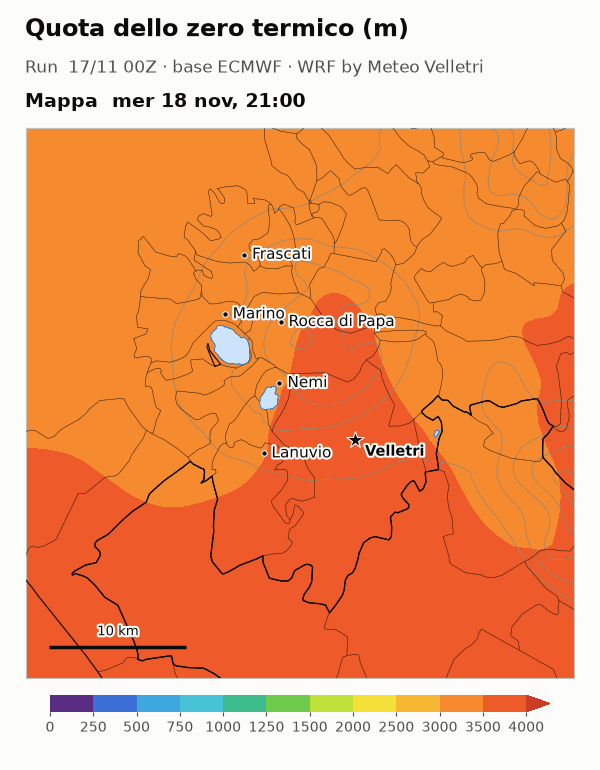 Quota dello zero termico (m)
Run  17/11 00Z · base ECMWF · WRF by Meteo Velletri
Mappa  mer 18 nov, 21:00
Frascati
Marino
Rocca di Papa
Nemi
Velletri
Lanuvio
10 km
0 250 500 750 1000 1250 1500 2000 2500 3000 3500 4000